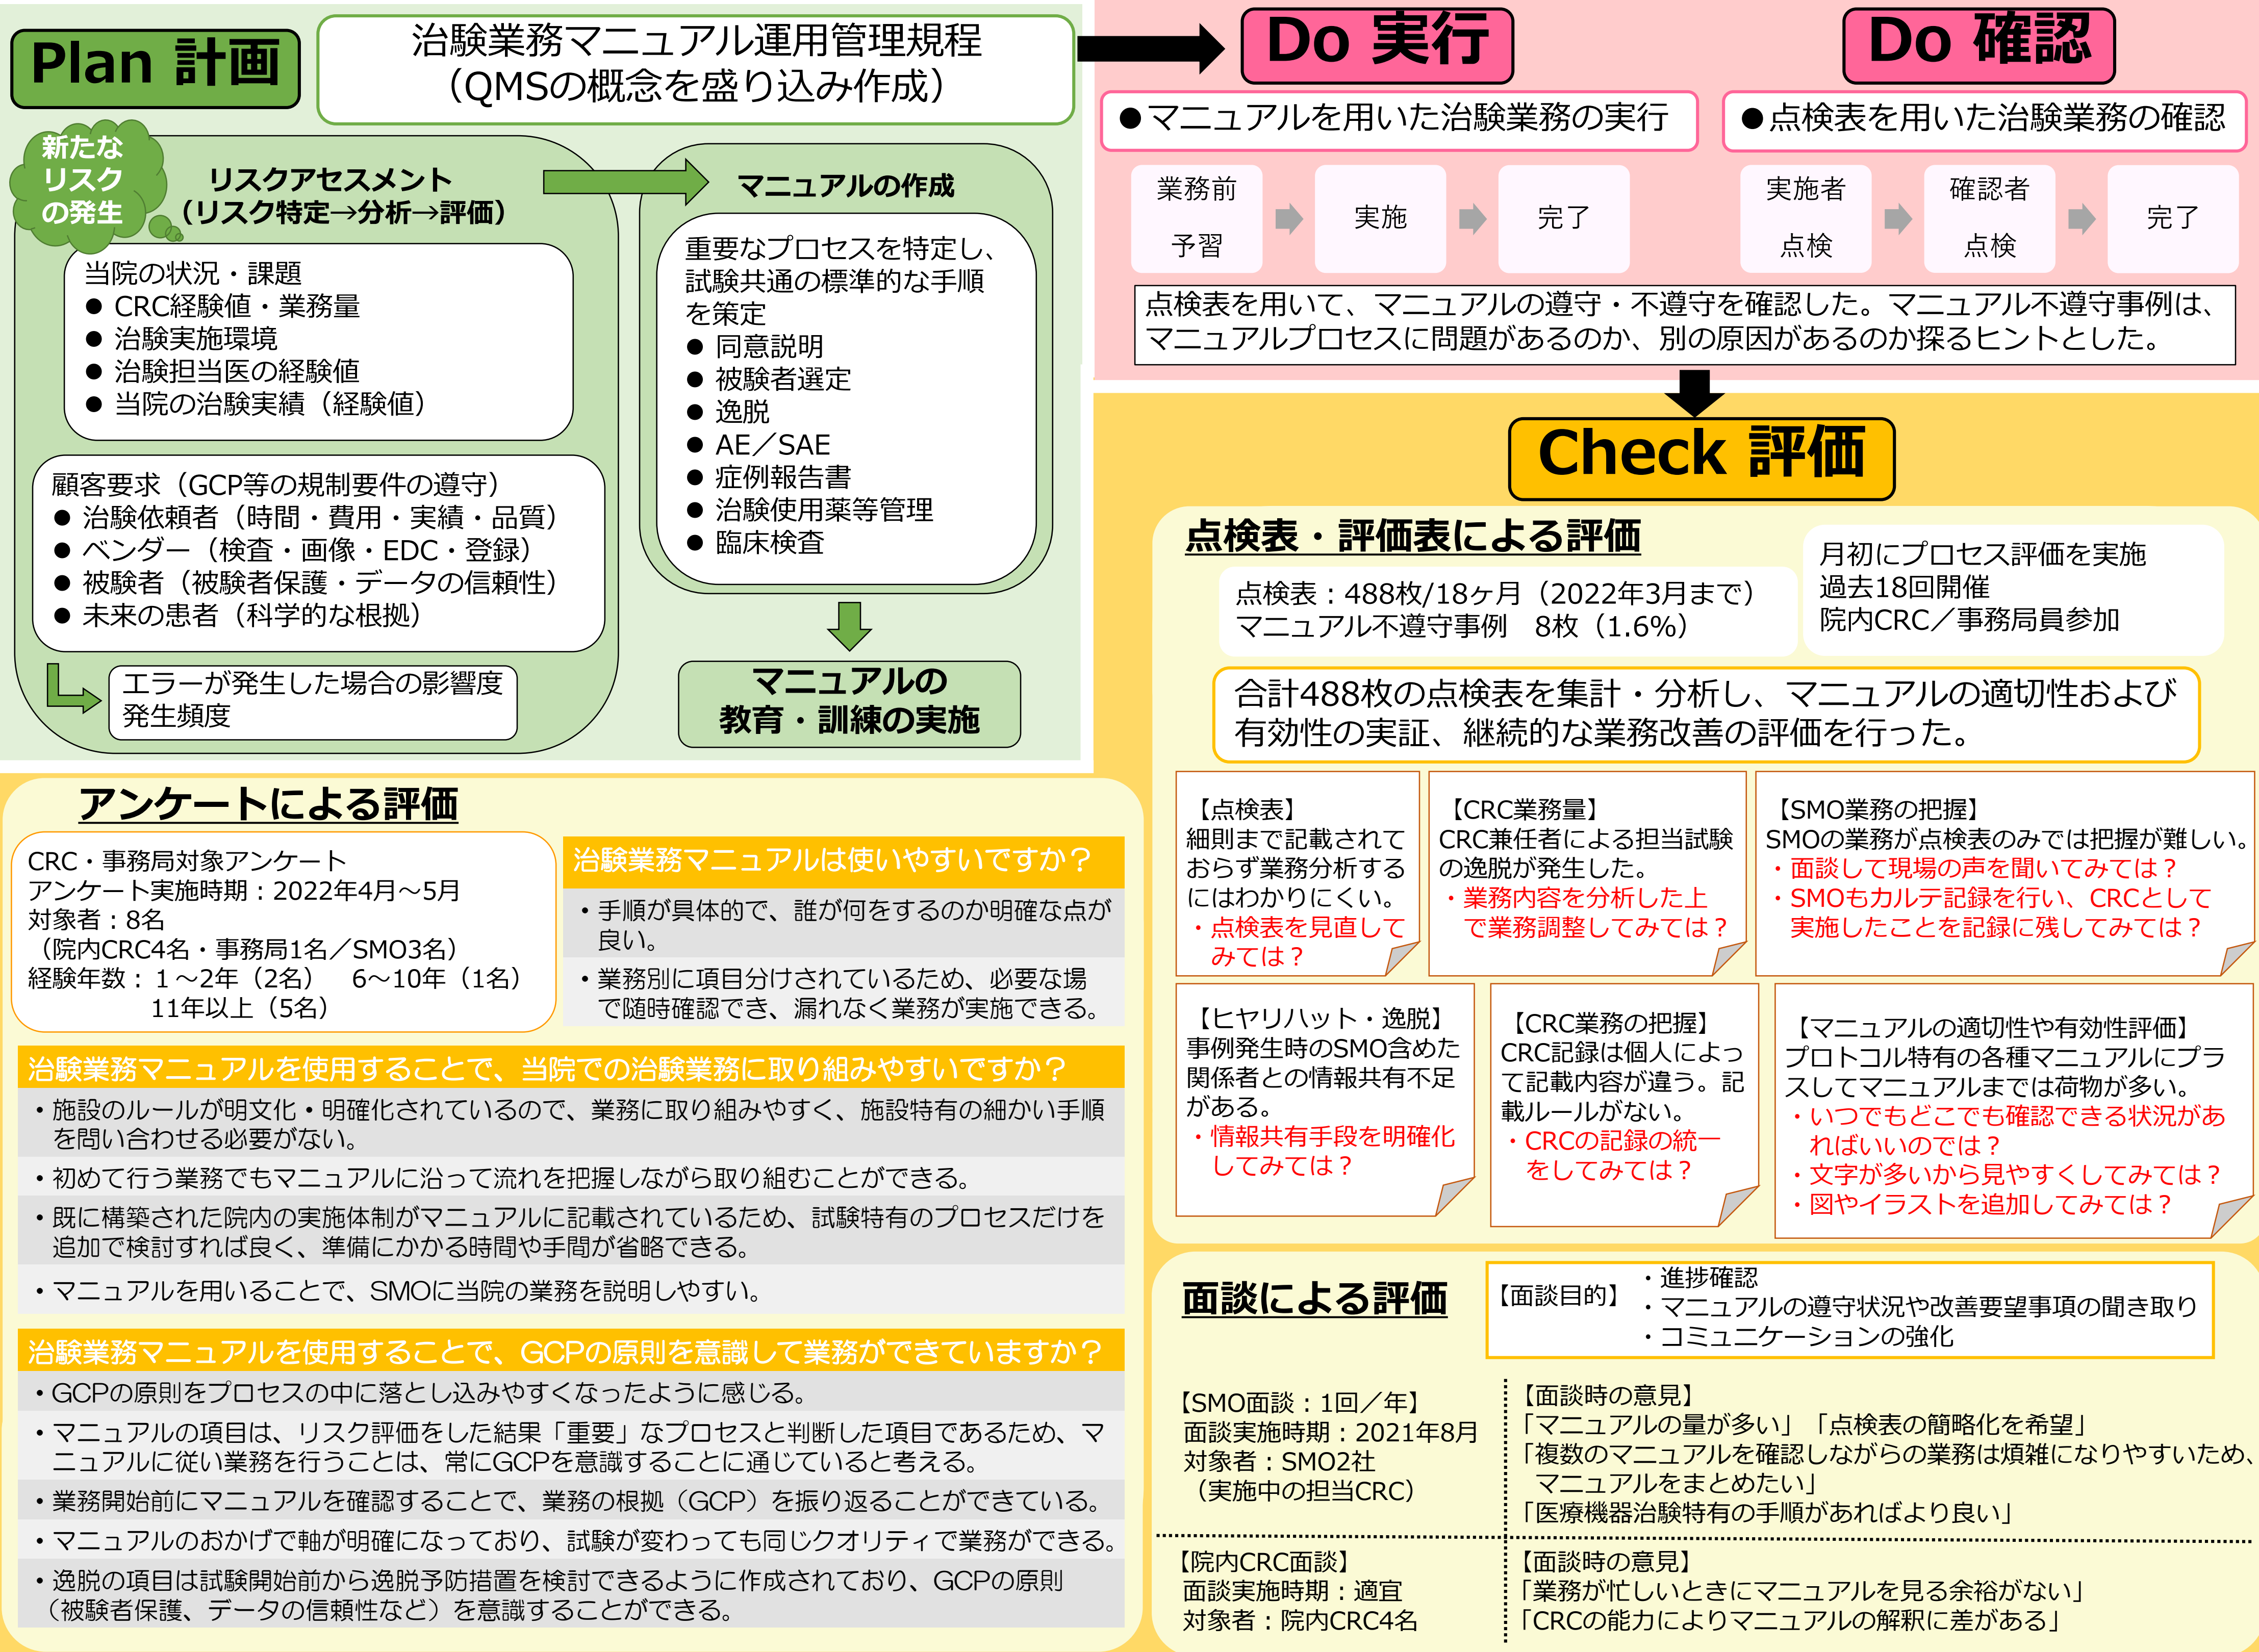 Plan 計画
治験業務マニュアル運用管理規程
（QMSの概念を盛り込み作成）
新たな
リスク
の発生
リスクアセスメント
（リスク特定→分析→評価）
当院の状況・課題
● CRC経験値・業務量
● 治験実施環境
● 治験担当医の経験値
● 当院の治験実績（経験値）
顧客要求（GCP等の規制要件の遵守）
● 治験依頼者（時間・費用・実績・品質）
● ベンダー（検査・画像・EDC・登録）
● 被験者（被験者保護・データの信頼性）
● 未来の患者（科学的な根拠）
エラーが発生した場合の影響度
発生頻度
マニュアルの作成
重要なプロセスを特定し、
試験共通の標準的な手順
を策定
● 同意説明
● 被験者選定
● 逸脱
● AE／SAE
● 症例報告書
● 治験使用薬等管理
● 臨床検査
マニュアルの
教育・訓練の実施
Do 実行
●マニュアルを用いた治験業務の実行
業務前
予習
実施
完了
Do 確認
●点検表を用いた治験業務の確認
実施者
点検
確認者
点検
完了
点検表を用いて、マニュアルの遵守・不遵守を確認した。マニュアル不遵守事例は、
マニュアルプロセスに問題があるのか、別の原因があるのか探るヒントとした。
Check 評価
点検表・評価表による評価
点検表：488枚/18ヶ月（2022年3月まで）
マニュアル不遵守事例　8枚（1.6%）
月初にプロセス評価を実施
過去18回開催
院内CRC／事務局員参加
合計488枚の点検表を集計・分析し、マニュアルの適切性および
有効性の実証、継続的な業務改善の評価を行った。
【点検表】
細則まで記載されて
おらず業務分析する
にはわかりにくい。
・点検表を見直して
みては？
【CRC業務量】
CRC兼任者による担当試験
の逸脱が発生した。
・業務内容を分析した上
で業務調整してみては？
【SMO業務の把握】
SMOの業務が点検表のみでは把握が難しい。
・面談して現場の声を聞いてみては？
・SMOもカルテ記録を行い、CRCとして
実施したことを記録に残してみては？
【ヒヤリハット・逸脱】
事例発生時のSMO含めた
関係者との情報共有不足
がある。
・情報共有手段を明確化
してみては？
【CRC業務の把握】
CRC記録は個人によっ
て記載内容が違う。記
載ルールがない。
・CRCの記録の統一
をしてみては？
【マニュアルの適切性や有効性評価】
プロトコル特有の各種マニュアルにプラ
スしてマニュアルまでは荷物が多い。
・いつでもどこでも確認できる状況があ
ればいいのでは？
・文字が多いから見やすくしてみては？
・図やイラストを追加してみては？
アンケートによる評価
CRC・事務局対象アンケート
アンケート実施時期：2022年4月～5月
対象者：8名
（院内CRC4名・事務局1名／SMO3名）
経験年数：１～2年（2名）　6～10年（1名）
11年以上（5名）
治験業務マニュアルは使いやすいですか？
・手順が具体的で、誰が何をするのか明確な点が
良い。
・業務別に項目分けされているため、必要な場
で随時確認でき、漏れなく業務が実施できる。
治験業務マニュアルを使用することで、当院での治験業務に取り組みやすいですか？
・施設のルールが明文化・明確化されているので、業務に取り組みやすく、施設特有の細かい手順
を問い合わせる必要がない。
・初めて行う業務でもマニュアルに沿って流れを把握しながら取り組むことができる。
・既に構築された院内の実施体制がマニュアルに記載されているため、試験特有のプロセスだけを
追加で検討すれば良く、準備にかかる時間や手間が省略できる。
・マニュアルを用いることで、SMOに当院の業務を説明しやすい。
治験業務マニュアルを使用することで、GCPの原則を意識して業務ができていますか？
・GCPの原則をプロセスの中に落とし込みやすくなったように感じる。
・マニュアルの項目は、リスク評価をした結果「重要」なプロセスと判断した項目であるため、マ
ニュアルに従い業務を行うことは、常にGCPを意識することに通じていると考える。
・業務開始前にマニュアルを確認することで、業務の根拠（GCP）を振り返ることができている。
・マニュアルのおかげで軸が明確になっており、試験が変わっても同じクオリティで業務ができる。
・逸脱の項目は試験開始前から逸脱予防措置を検討できるように作成されており、GCPの原則
（被験者保護、データの信頼性など）を意識することができる。
面談による評価
【面談目的】
・進捗確認
・マニュアルの遵守状況や改善要望事項の聞き取り
・コミュニケーションの強化
【SMO面談：1回／年】
面談実施時期：2021年8月
対象者：SMO2社
（実施中の担当CRC）
【面談時の意見】
「マニュアルの量が多い」「点検表の簡略化を希望」
「複数のマニュアルを確認しながらの業務は煩雑になりやすいため、
マニュアルをまとめたい」
「医療機器治験特有の手順があればより良い」
【院内CRC面談】
面談実施時期：適宜
対象者：院内CRC4名
【面談時の意見】
「業務が忙しいときにマニュアルを見る余裕がない」
「CRCの能力によりマニュアルの解釈に差がある」